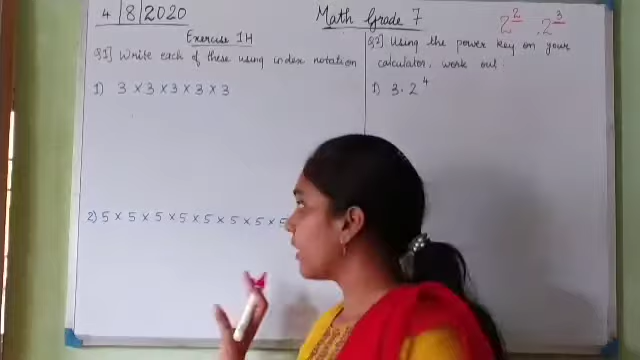 4/8/2020
Math Grade 7
2² . 2³
Exercise 1H
Q1] Write each of these using index notation
1) 3 × 3 × 3 × 3 × 3
2) 5 × 5 × 5 × 5 × 5 × 5 × 5 × 5
Q2] Using the power key on your
calculator, work out :
1) 3.2⁴